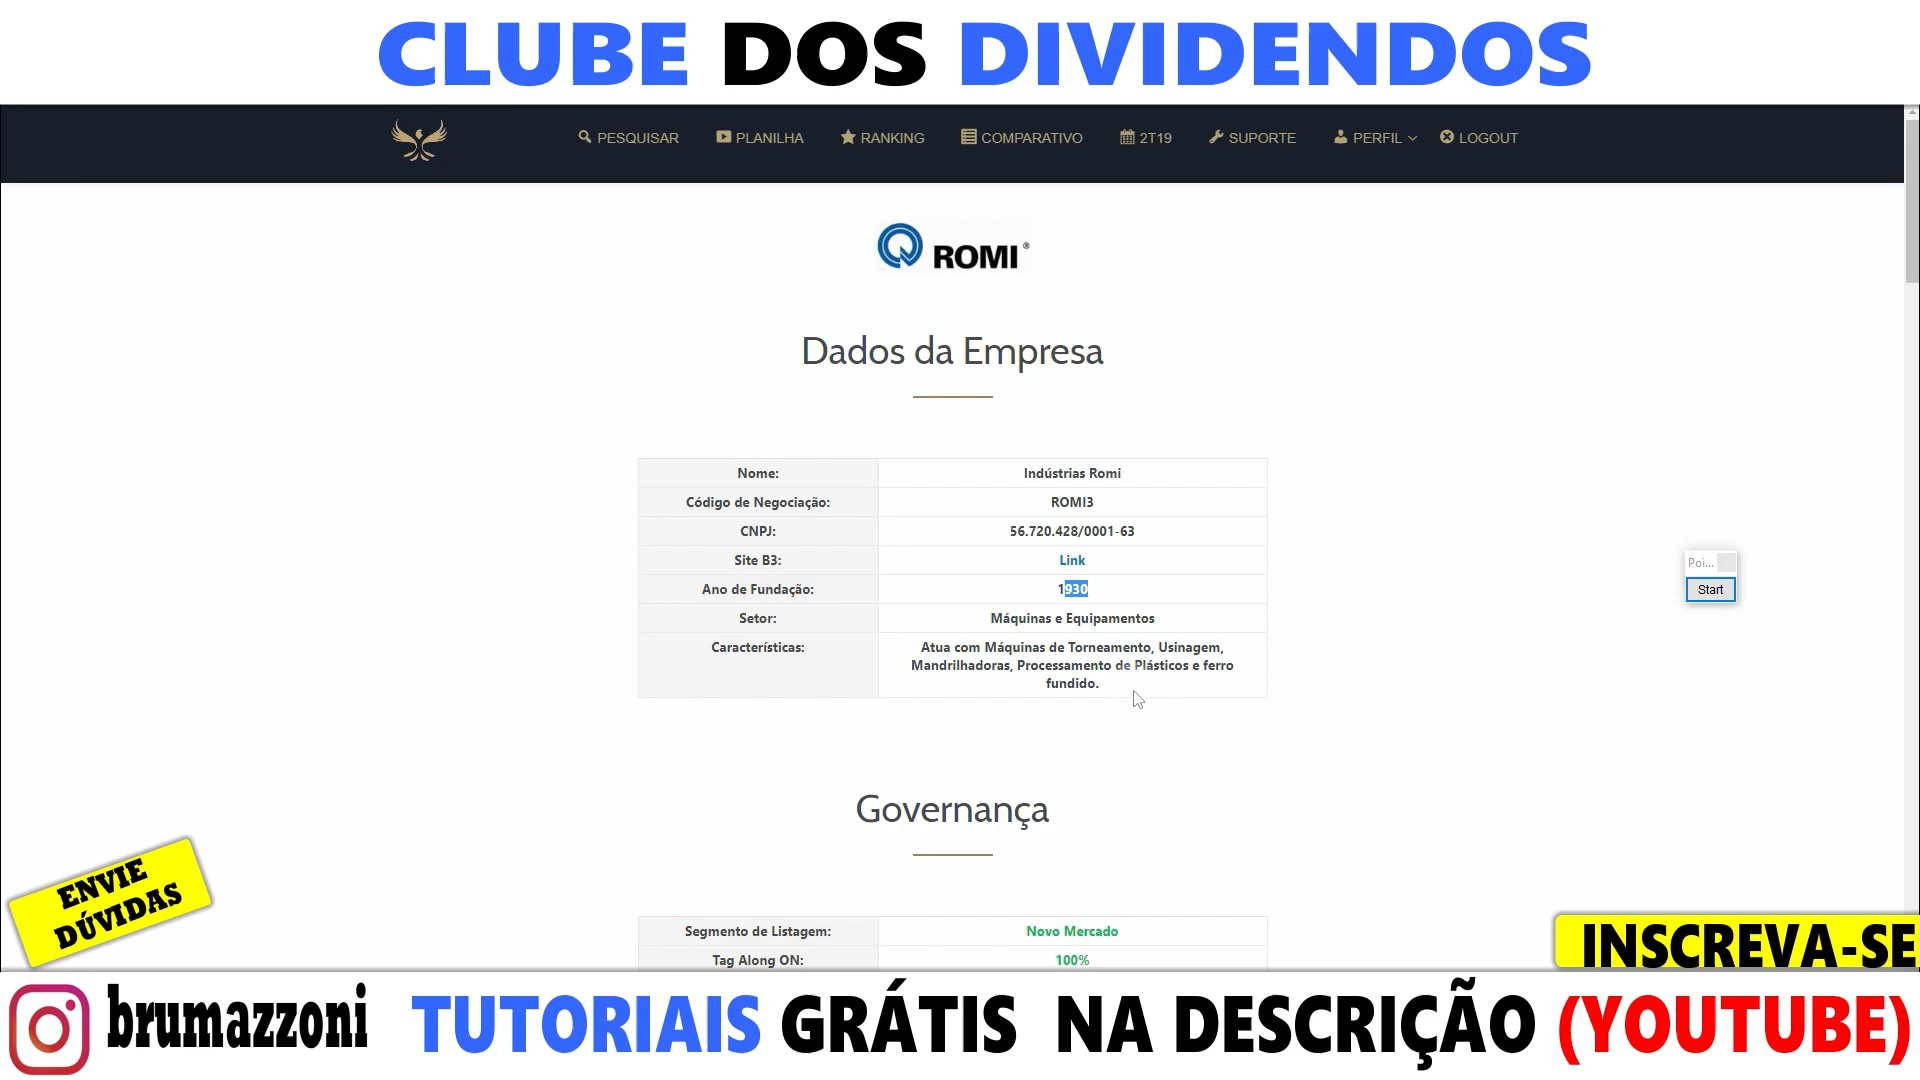 CLUBE DOS DIVIDENDOS
PESQUISAR PLANILHA RANKING COMPARATIVO 2T19 SUPORTE PERFIL LOGOUT
ROMI®
Dados da Empresa
Nome: Indústrias Romi
Código de Negociação: ROMI3
CNPJ: 56.720.428/0001-63
Site B3: Link
Ano de Fundação: 1930
Setor: Máquinas e Equipamentos
Características: Atua com Máquinas de Torneamento, Usinagem,
Mandrilhadoras, Processamento de Plásticos e ferro
fundido.
Poi...
Start
Governança
Segmento de Listagem: Novo Mercado
Tag Along ON: 100%
ENVIE
DÚVIDAS
INSCREVA-SE
brumazzoni TUTORIAIS GRÁTIS NA DESCRIÇÃO (YOUTUBE)